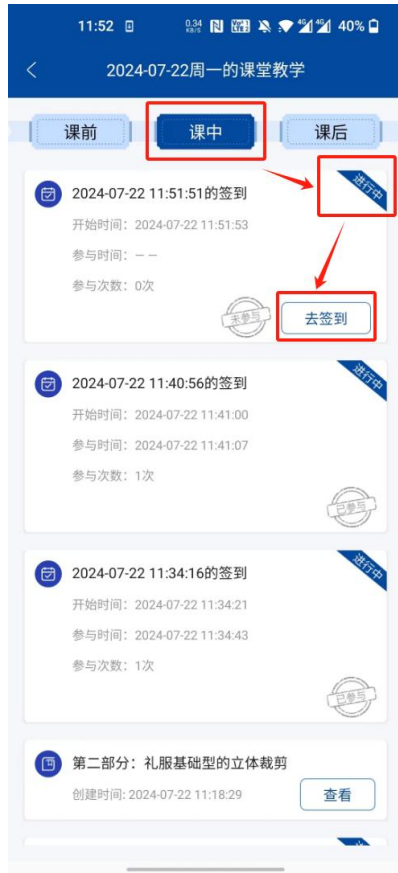 11:52
0.34 KB/S 40%
2024-07-22周一的课堂教学
课前 课中 课后
进行中
2024-07-22 11:51:51的签到
开始时间：2024-07-22 11:51:53
参与时间：— —
参与次数：0次
未参与 去签到
进行中
2024-07-22 11:40:56的签到
开始时间：2024-07-22 11:41:00
参与时间：2024-07-22 11:41:07
参与次数：1次
已参与
进行中
2024-07-22 11:34:16的签到
开始时间：2024-07-22 11:34:21
参与时间：2024-07-22 11:34:43
参与次数：1次
已参与
第二部分：礼服基础型的立体裁剪
创建时间: 2024-07-22 11:18:29 查看